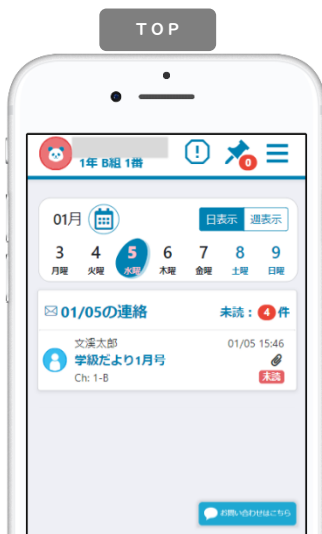 TOP
1年 B組 1番
!
0
01月
日表示 週表示
3 4 5 6 7 8 9
月曜 火曜 水曜 木曜 金曜 土曜 日曜
01/05の連絡 未読： 4 件
文溪太郎 01/05 15:46
学級だより1月号
Ch: 1-B 未読
お問い合わせはこちら